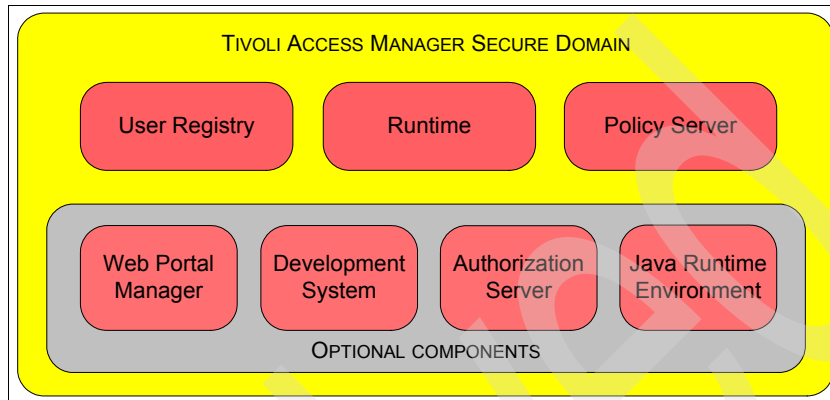 TIVOLI ACCESS MANAGER SECURE DOMAIN
User Registry
Runtime
Policy Server
Web Portal
Manager
Development
System
Authorization
Server
Java Runtime
Environment
OPTIONAL COMPONENTS